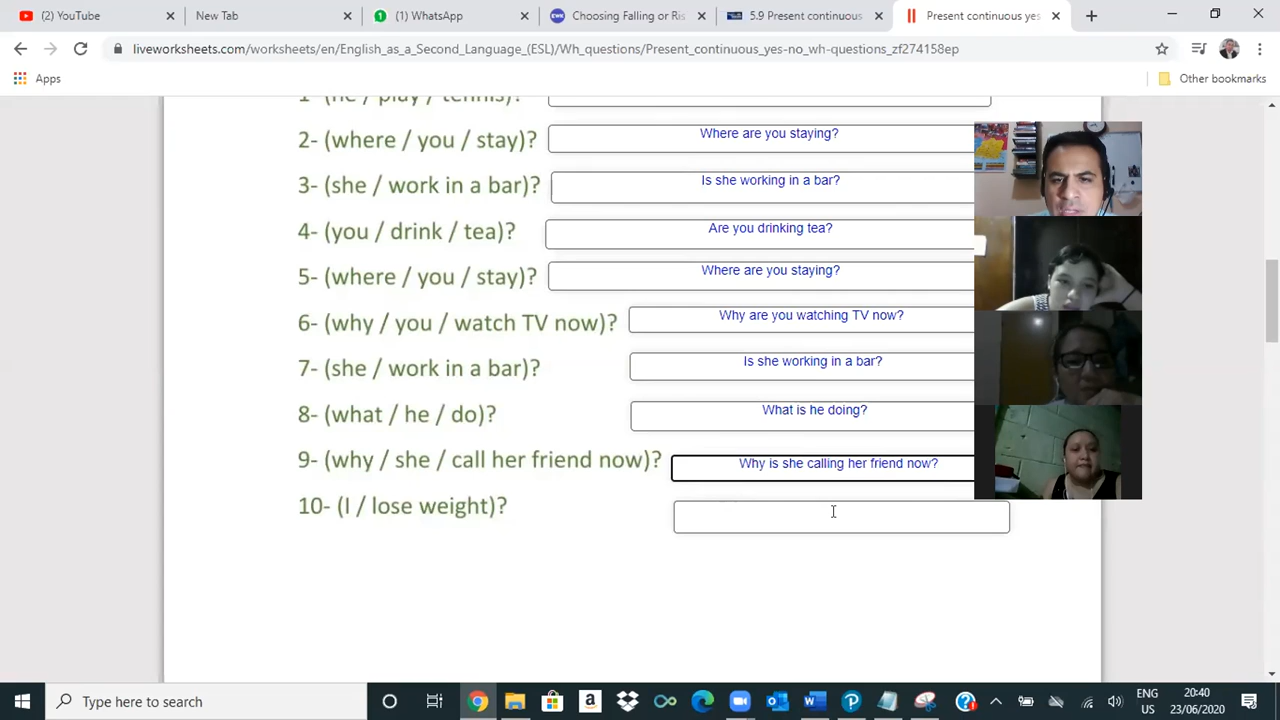 (2) YouTube
New Tab
(1) WhatsApp
Choosing Falling or Ris
5.9 Present continuous
Present continuous yes
liveworksheets.com/worksheets/en/English_as_a_Second_Language_(ESL)/Wh_questions/Present_continuous_yes-no_wh-questions_zf274158ep
Apps
Other bookmarks
1- (he / play / tennis)?
2- (where / you / stay)? Where are you staying?
3- (she / work in a bar)? Is she working in a bar?
4- (you / drink / tea)? Are you drinking tea?
5- (where / you / stay)? Where are you staying?
6- (why / you / watch TV now)? Why are you watching TV now?
7- (she / work in a bar)? Is she working in a bar?
8- (what / he / do)? What is he doing?
9- (why / she / call her friend now)? Why is she calling her friend now?
10- (I / lose weight)?
Type here to search
ENG 20:40
US 23/06/2020